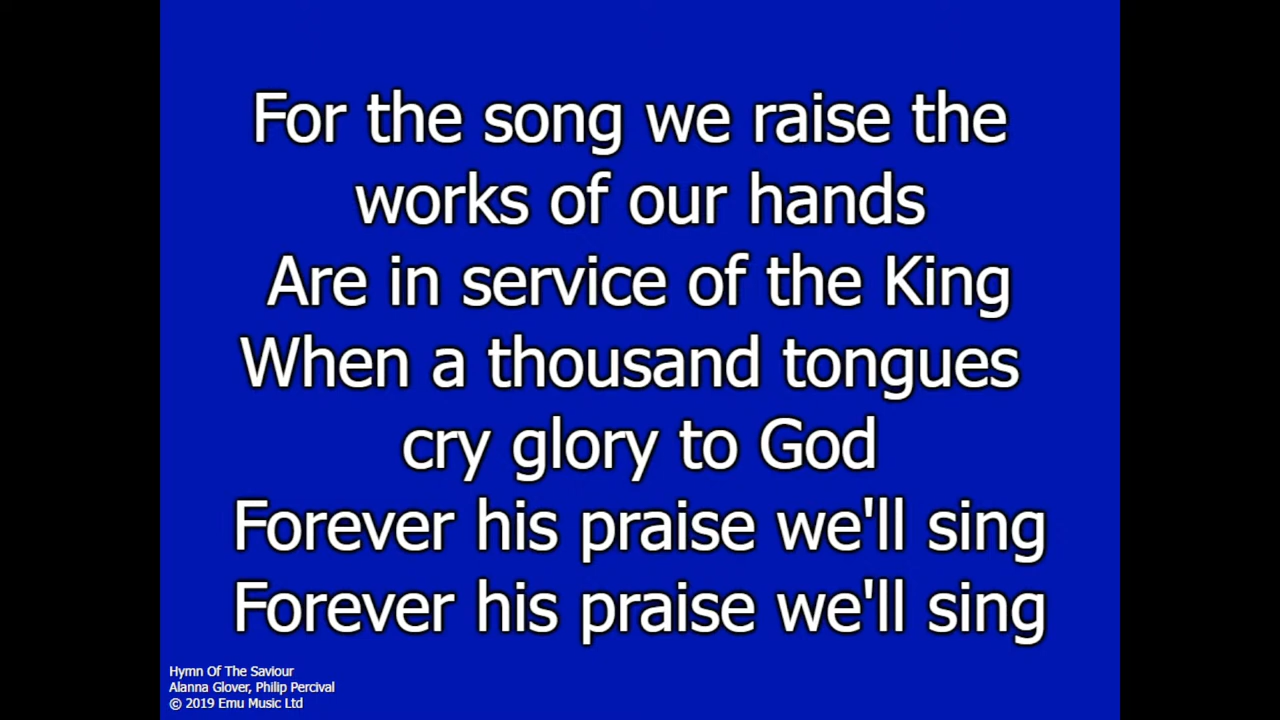 For the song we raise the
works of our hands
Are in service of the King
When a thousand tongues
cry glory to God
Forever his praise we'll sing
Forever his praise we'll sing
Hymn Of The Saviour
Alanna Glover, Philip Percival
© 2019 Emu Music Ltd